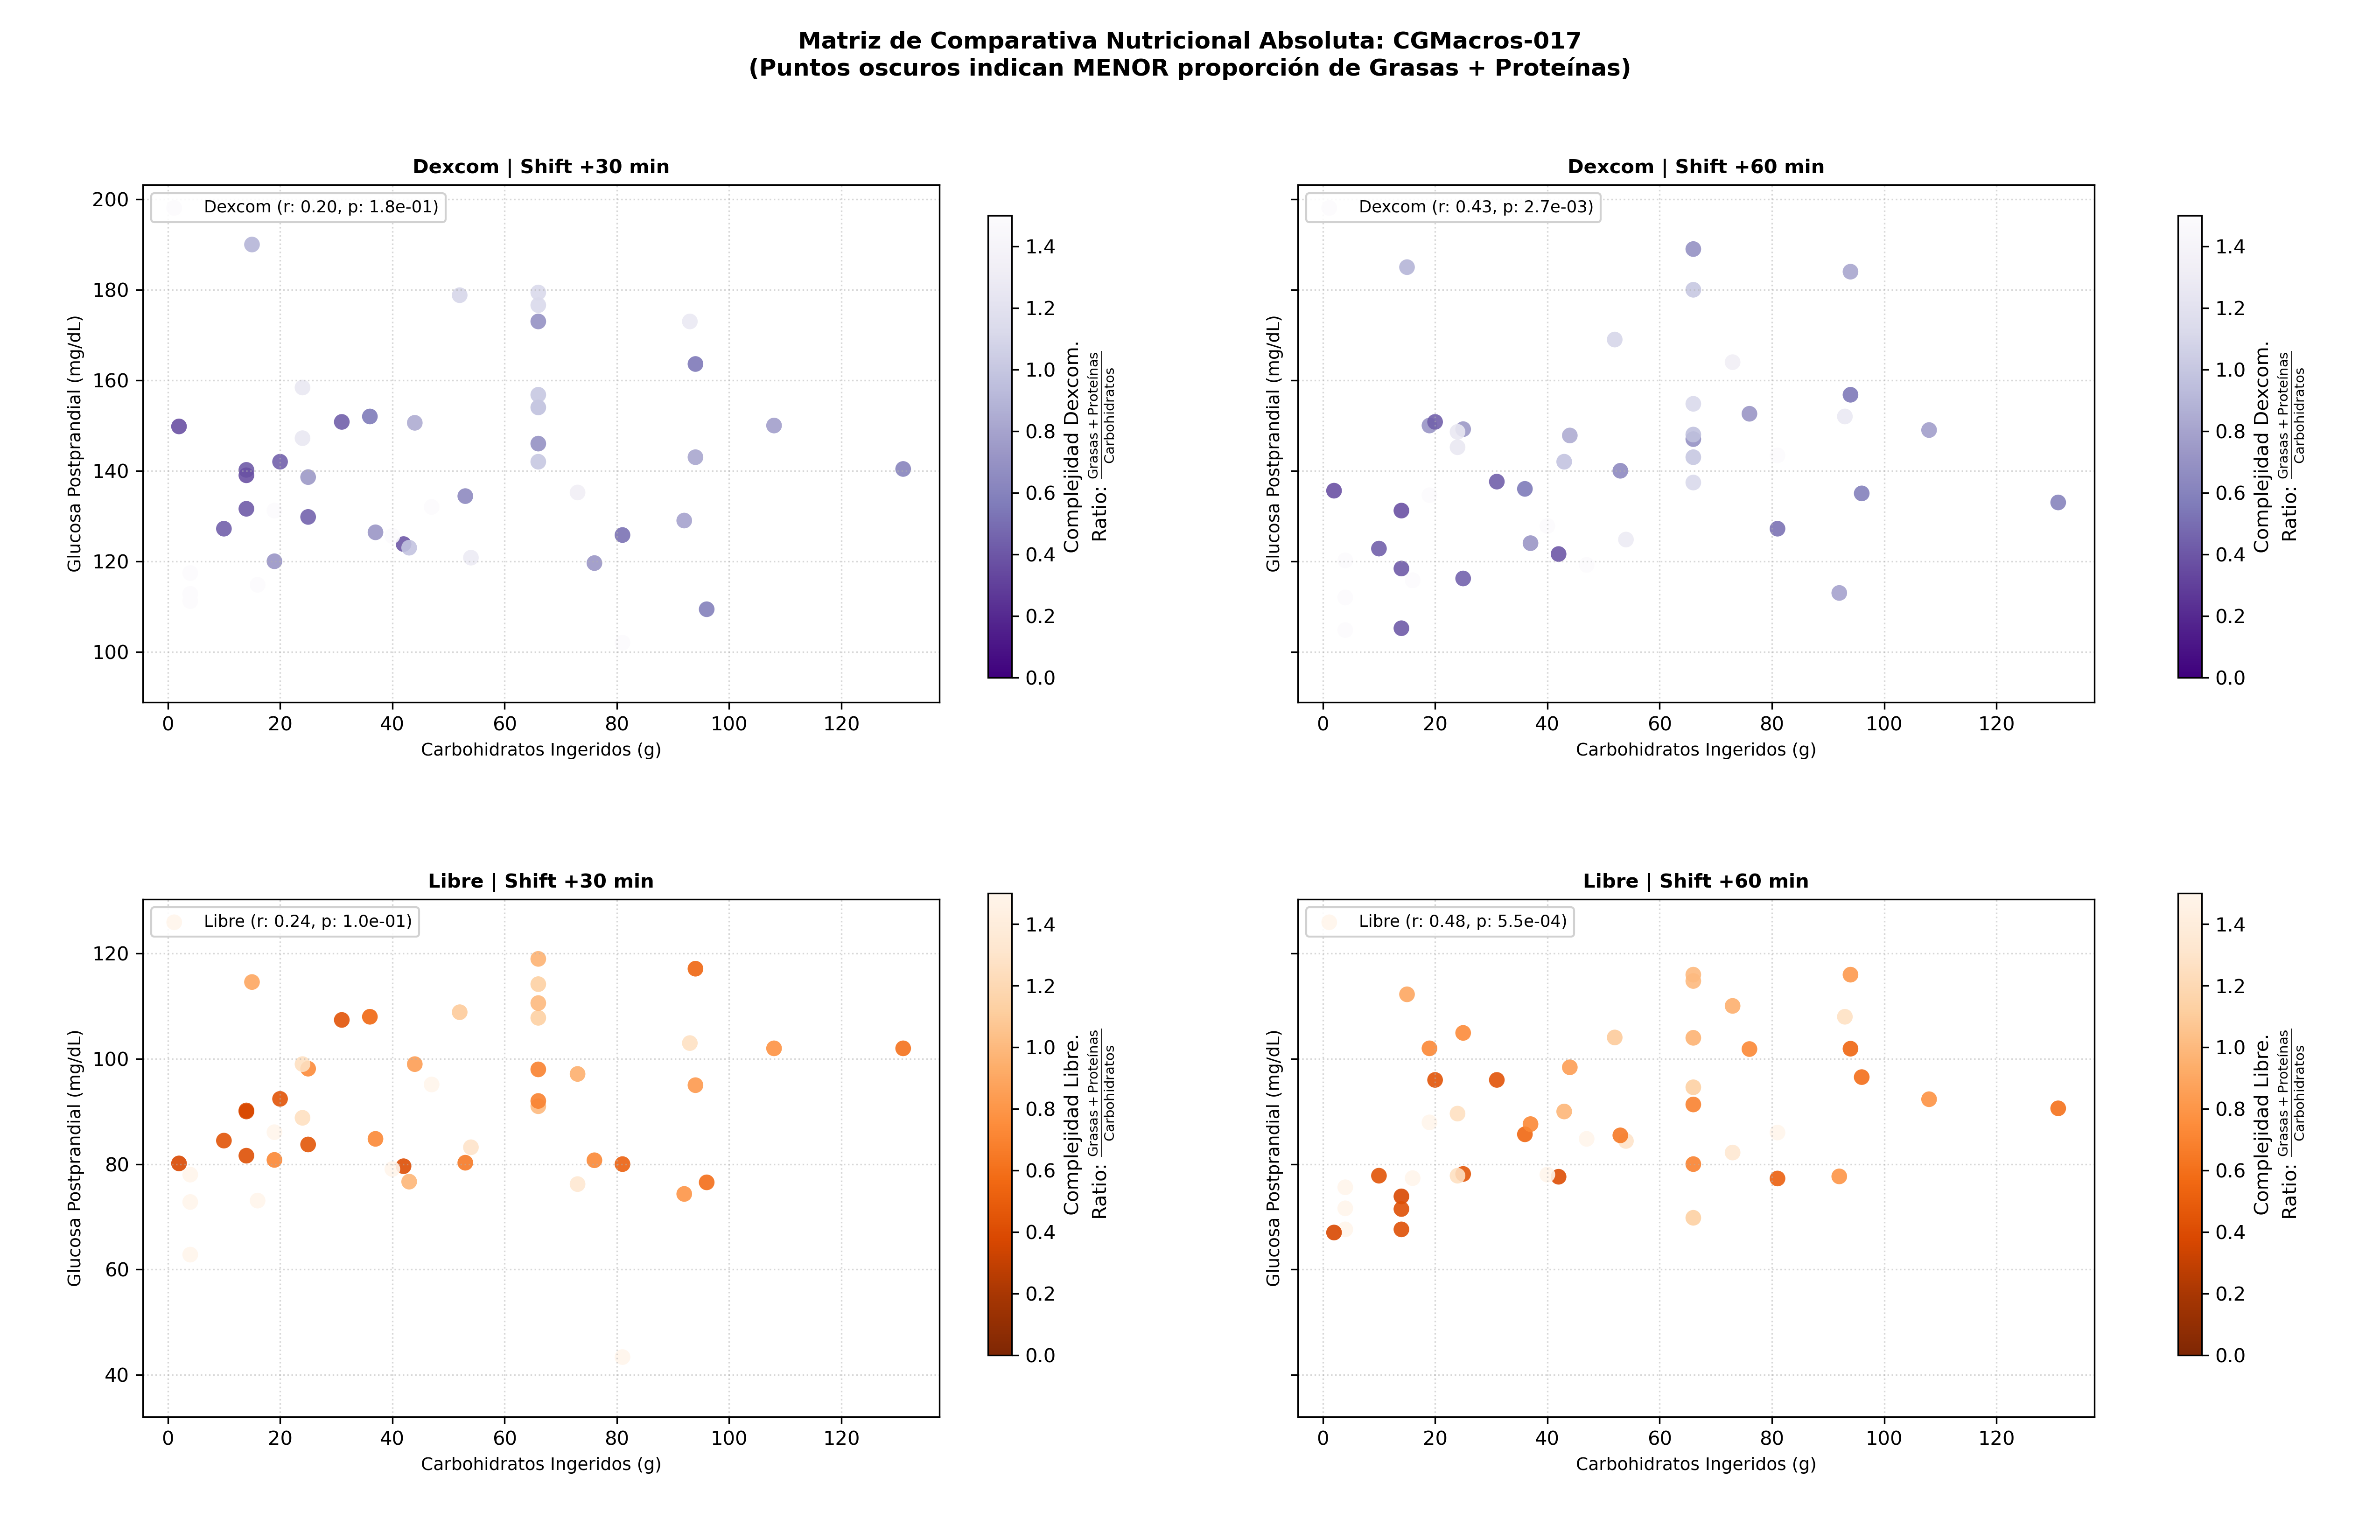 Matriz de Comparativa Nutricional Absoluta: CGMacros-017
(Puntos oscuros indican MENOR proporción de Grasas + Proteínas)
Dexcom | Shift +30 min
Dexcom (r: 0.20, p: 1.8e-01)
Glucosa Postprandial (mg/dL)
200
180
160
140
120
100
0 20 40 60 80 100 120
Carbohidratos Ingeridos (g)
1.4
1.2
1.0
0.8
0.6
0.4
0.2
0.0
Complejidad Dexcom.
Ratio: Grasas + Proteínas
Carbohidratos
Dexcom | Shift +60 min
Dexcom (r: 0.43, p: 2.7e-03)
Glucosa Postprandial (mg/dL)
0 20 40 60 80 100 120
Carbohidratos Ingeridos (g)
1.4
1.2
1.0
0.8
0.6
0.4
0.2
0.0
Complejidad Dexcom.
Ratio: Grasas + Proteínas
Carbohidratos
Libre | Shift +30 min
Libre (r: 0.24, p: 1.0e-01)
Glucosa Postprandial (mg/dL)
120
100
80
60
40
0 20 40 60 80 100 120
Carbohidratos Ingeridos (g)
1.4
1.2
1.0
0.8
0.6
0.4
0.2
0.0
Complejidad Libre.
Ratio: Grasas + Proteínas
Carbohidratos
Libre | Shift +60 min
Libre (r: 0.48, p: 5.5e-04)
Glucosa Postprandial (mg/dL)
0 20 40 60 80 100 120
Carbohidratos Ingeridos (g)
1.4
1.2
1.0
0.8
0.6
0.4
0.2
0.0
Complejidad Libre.
Ratio: Grasas + Proteínas
Carbohidratos